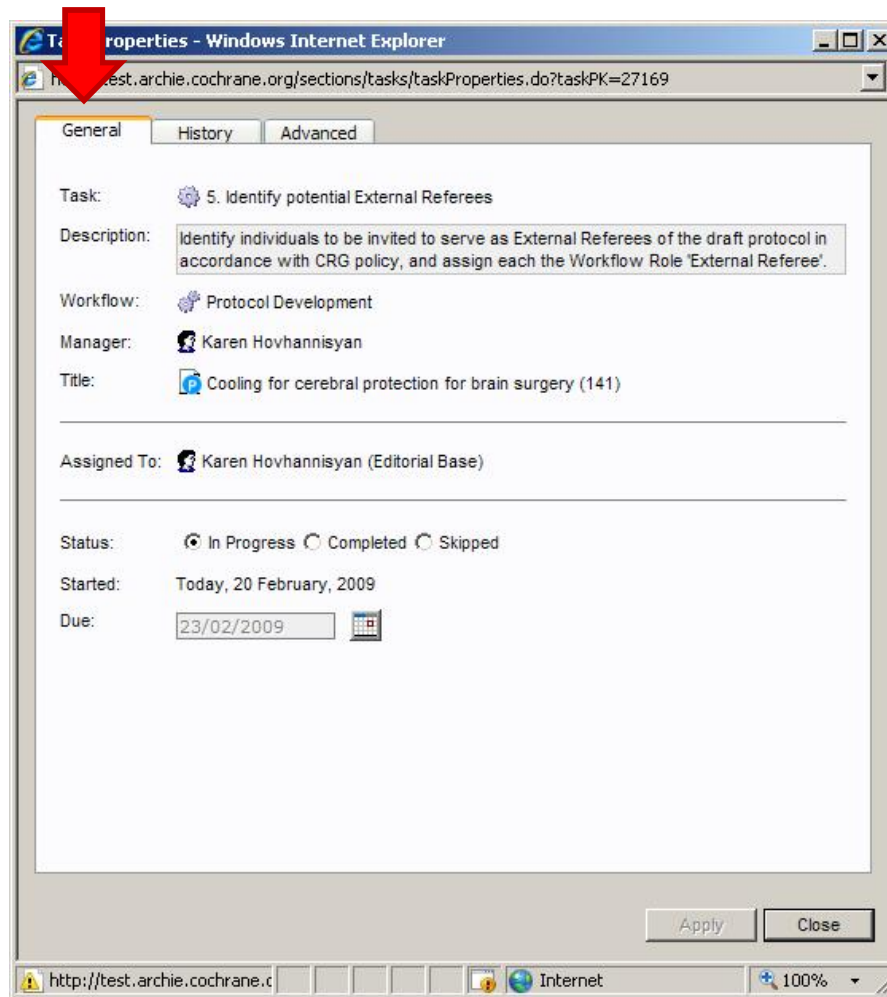 Properties - Windows Internet Explorer
test.archie.cochrane.org/sections/tasks/taskProperties.do?taskPK=27169
General History Advanced
Task: 5. Identify potential External Referees
Description: Identify individuals to be invited to serve as External Referees of the draft protocol in
accordance with CRG policy, and assign each the Workflow Role 'External Referee'.
Workflow: Protocol Development
Manager: Karen Hovhannisyan
Title: Cooling for cerebral protection for brain surgery (141)
Assigned To: Karen Hovhannisyan (Editorial Base)
Status: In Progress Completed Skipped
Started: Today, 20 February, 2009
Due: 23/02/2009
Apply Close
http://test.archie.cochrane.c Internet 100%